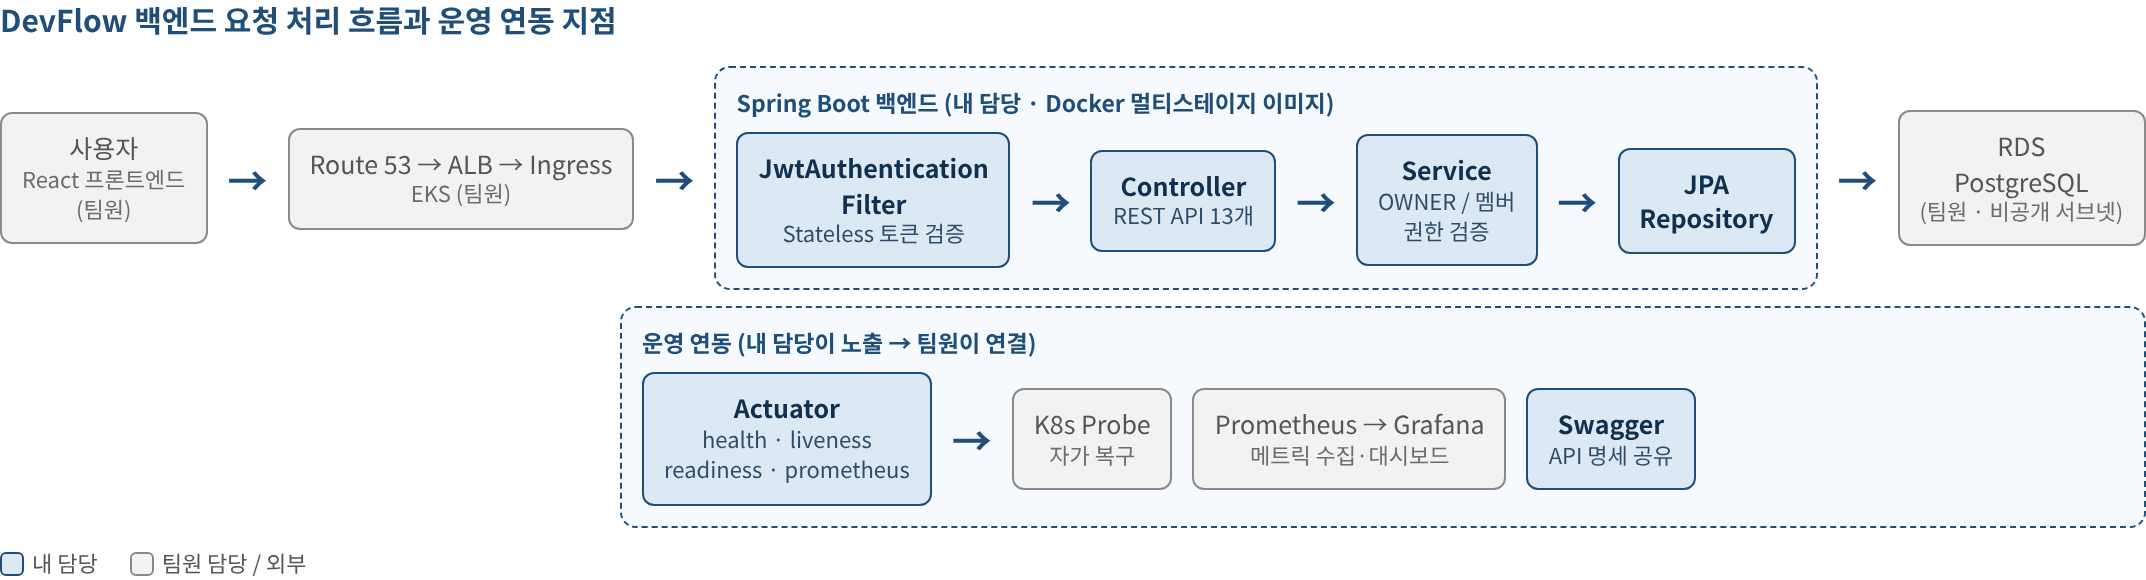 DevFlow 백엔드 요청 처리 흐름과 운영 연동 지점
사용자
React 프론트엔드
(팀원)
Route 53 → ALB → Ingress
EKS (팀원)
Spring Boot 백엔드 (내 담당 · Docker 멀티스테이지 이미지)
JwtAuthentication
Filter
Stateless 토큰 검증
Controller
REST API 13개
Service
OWNER / 멤버
권한 검증
JPA
Repository
RDS
PostgreSQL
(팀원 · 비공개 서브넷)
운영 연동 (내 담당이 노출 → 팀원이 연결)
Actuator
health · liveness
readiness · prometheus
K8s Probe
자가 복구
Prometheus → Grafana
메트릭 수집·대시보드
Swagger
API 명세 공유
내 담당
팀원 담당 / 외부